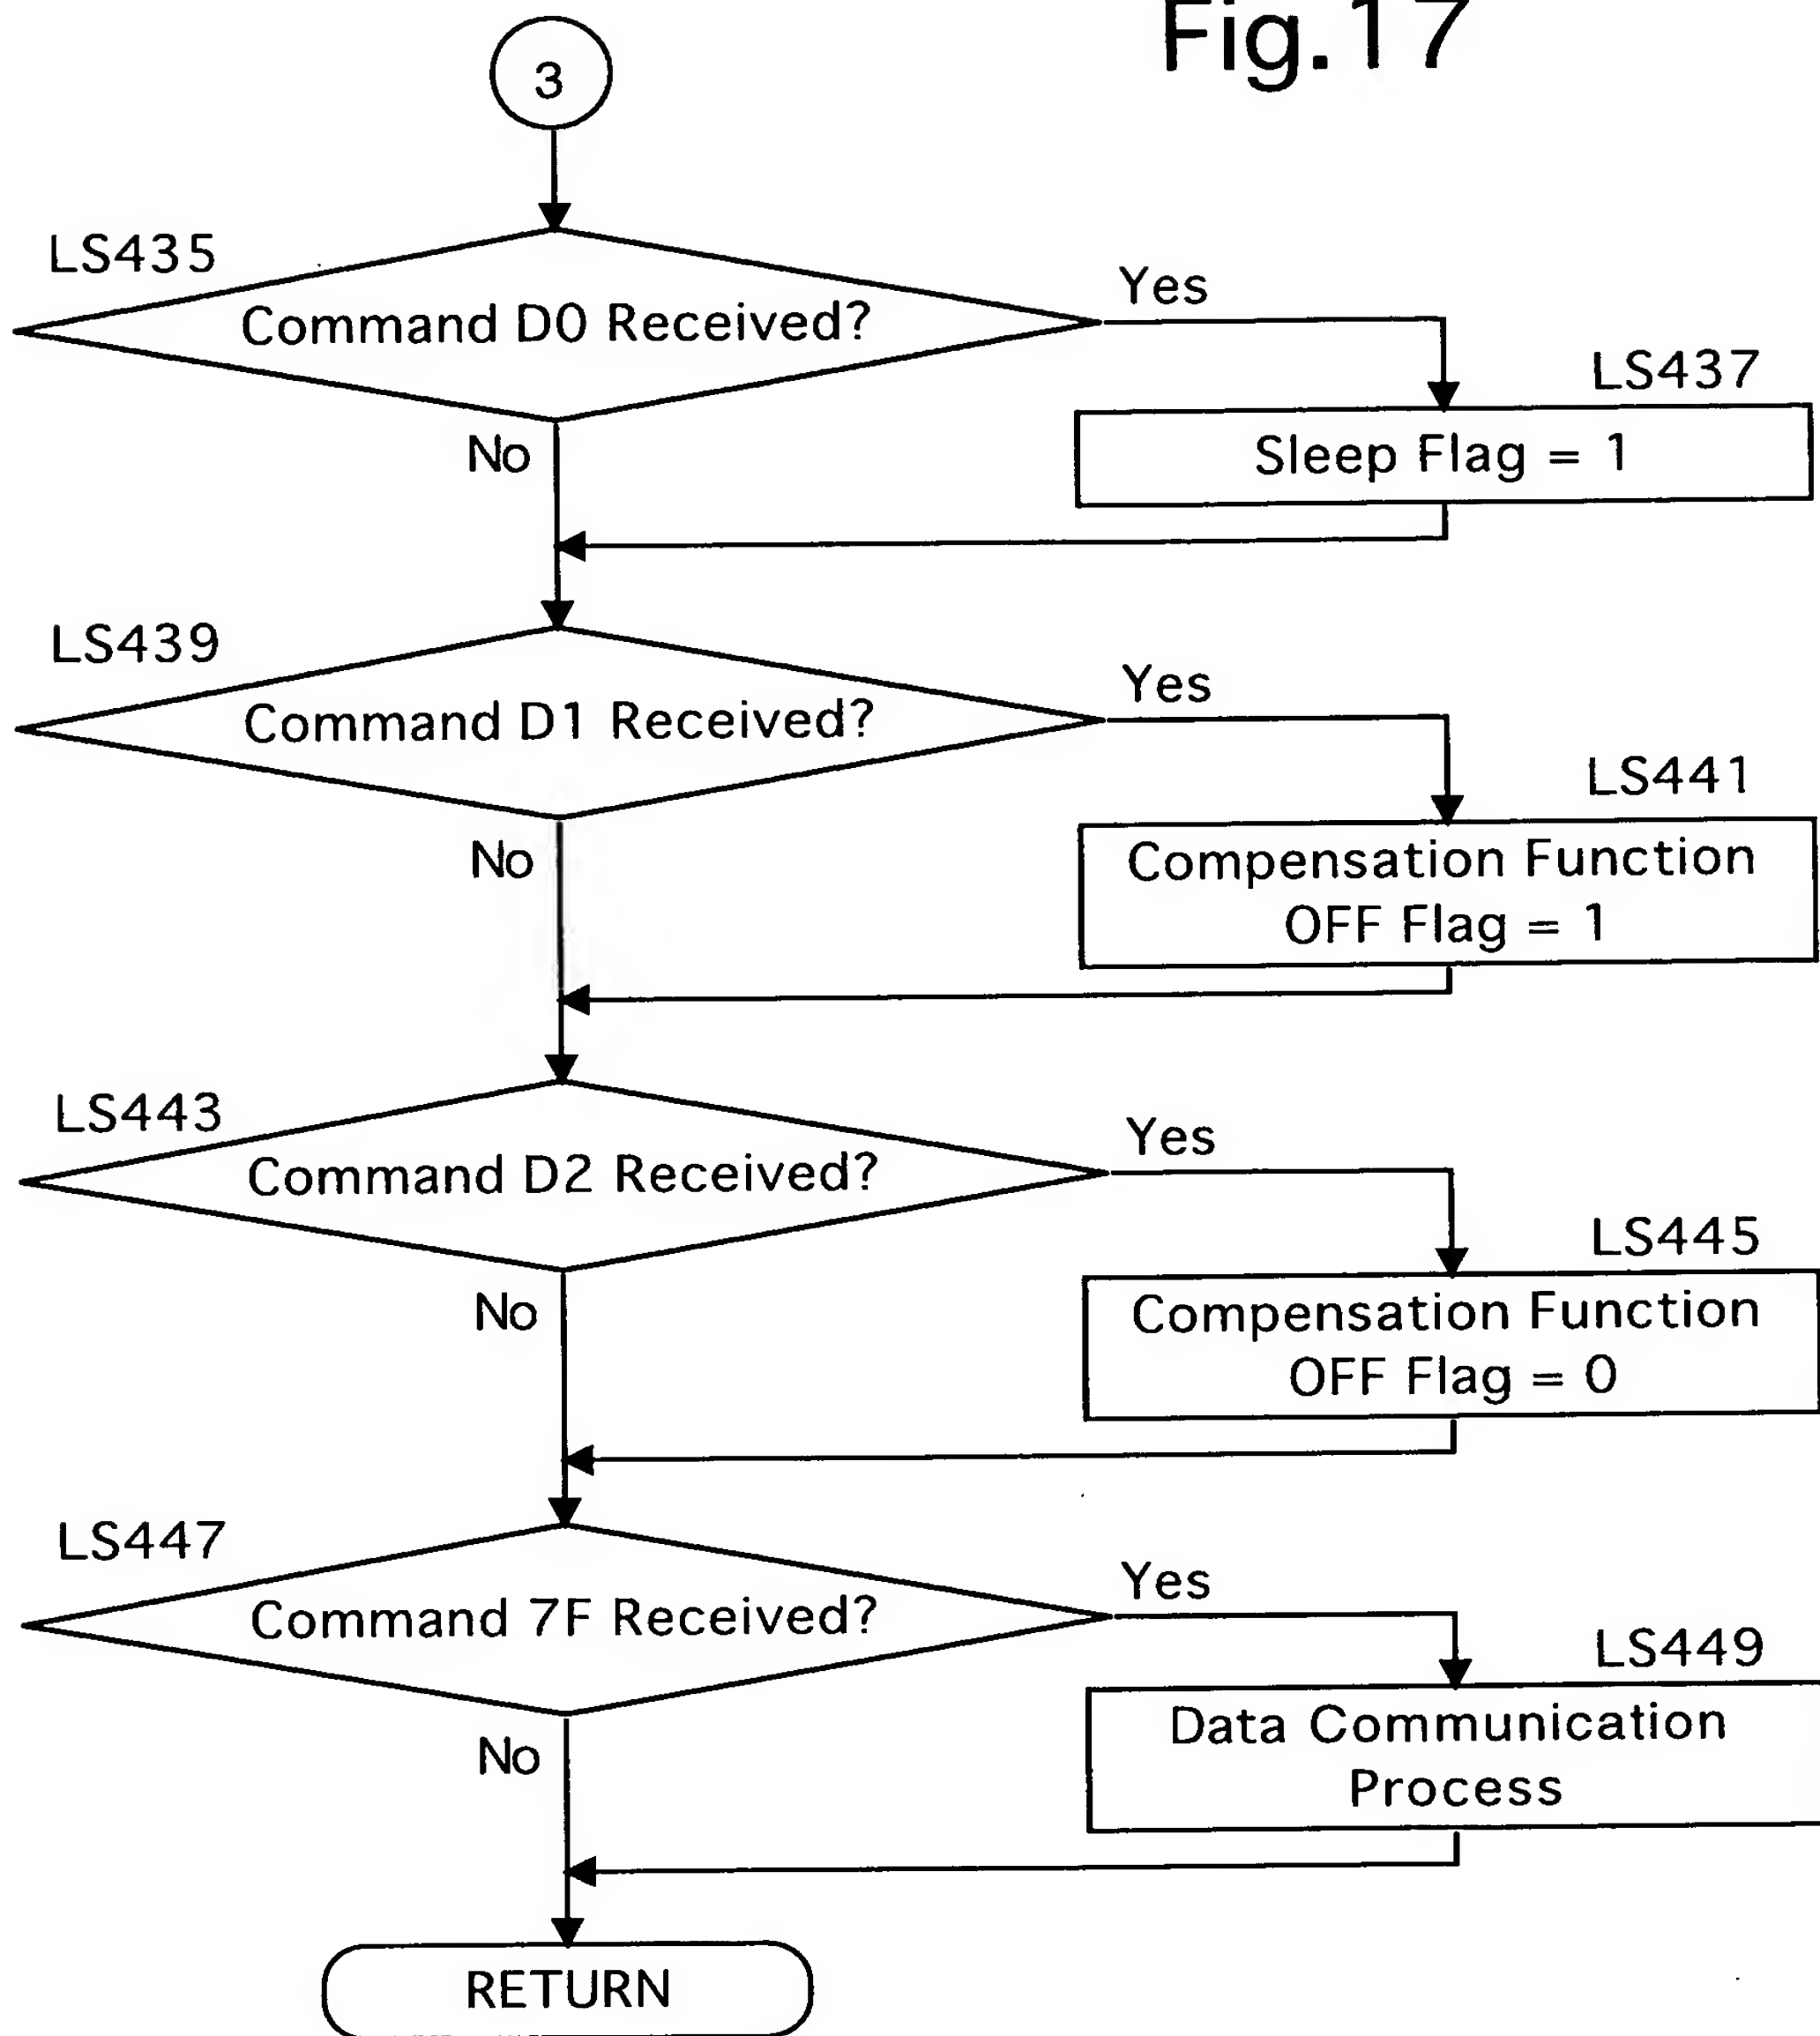 Fig.17
3
LS435
Command D0 Received?
Yes
LS437
Sleep Flag = 1
No
LS439
Command D1 Received?
Yes
LS441
Compensation Function
OFF Flag = 1
No
LS443
Command D2 Received?
Yes
LS445
Compensation Function
OFF Flag = 0
No
LS447
Command 7F Received?
Yes
LS449
Data Communication
Process
No
RETURN